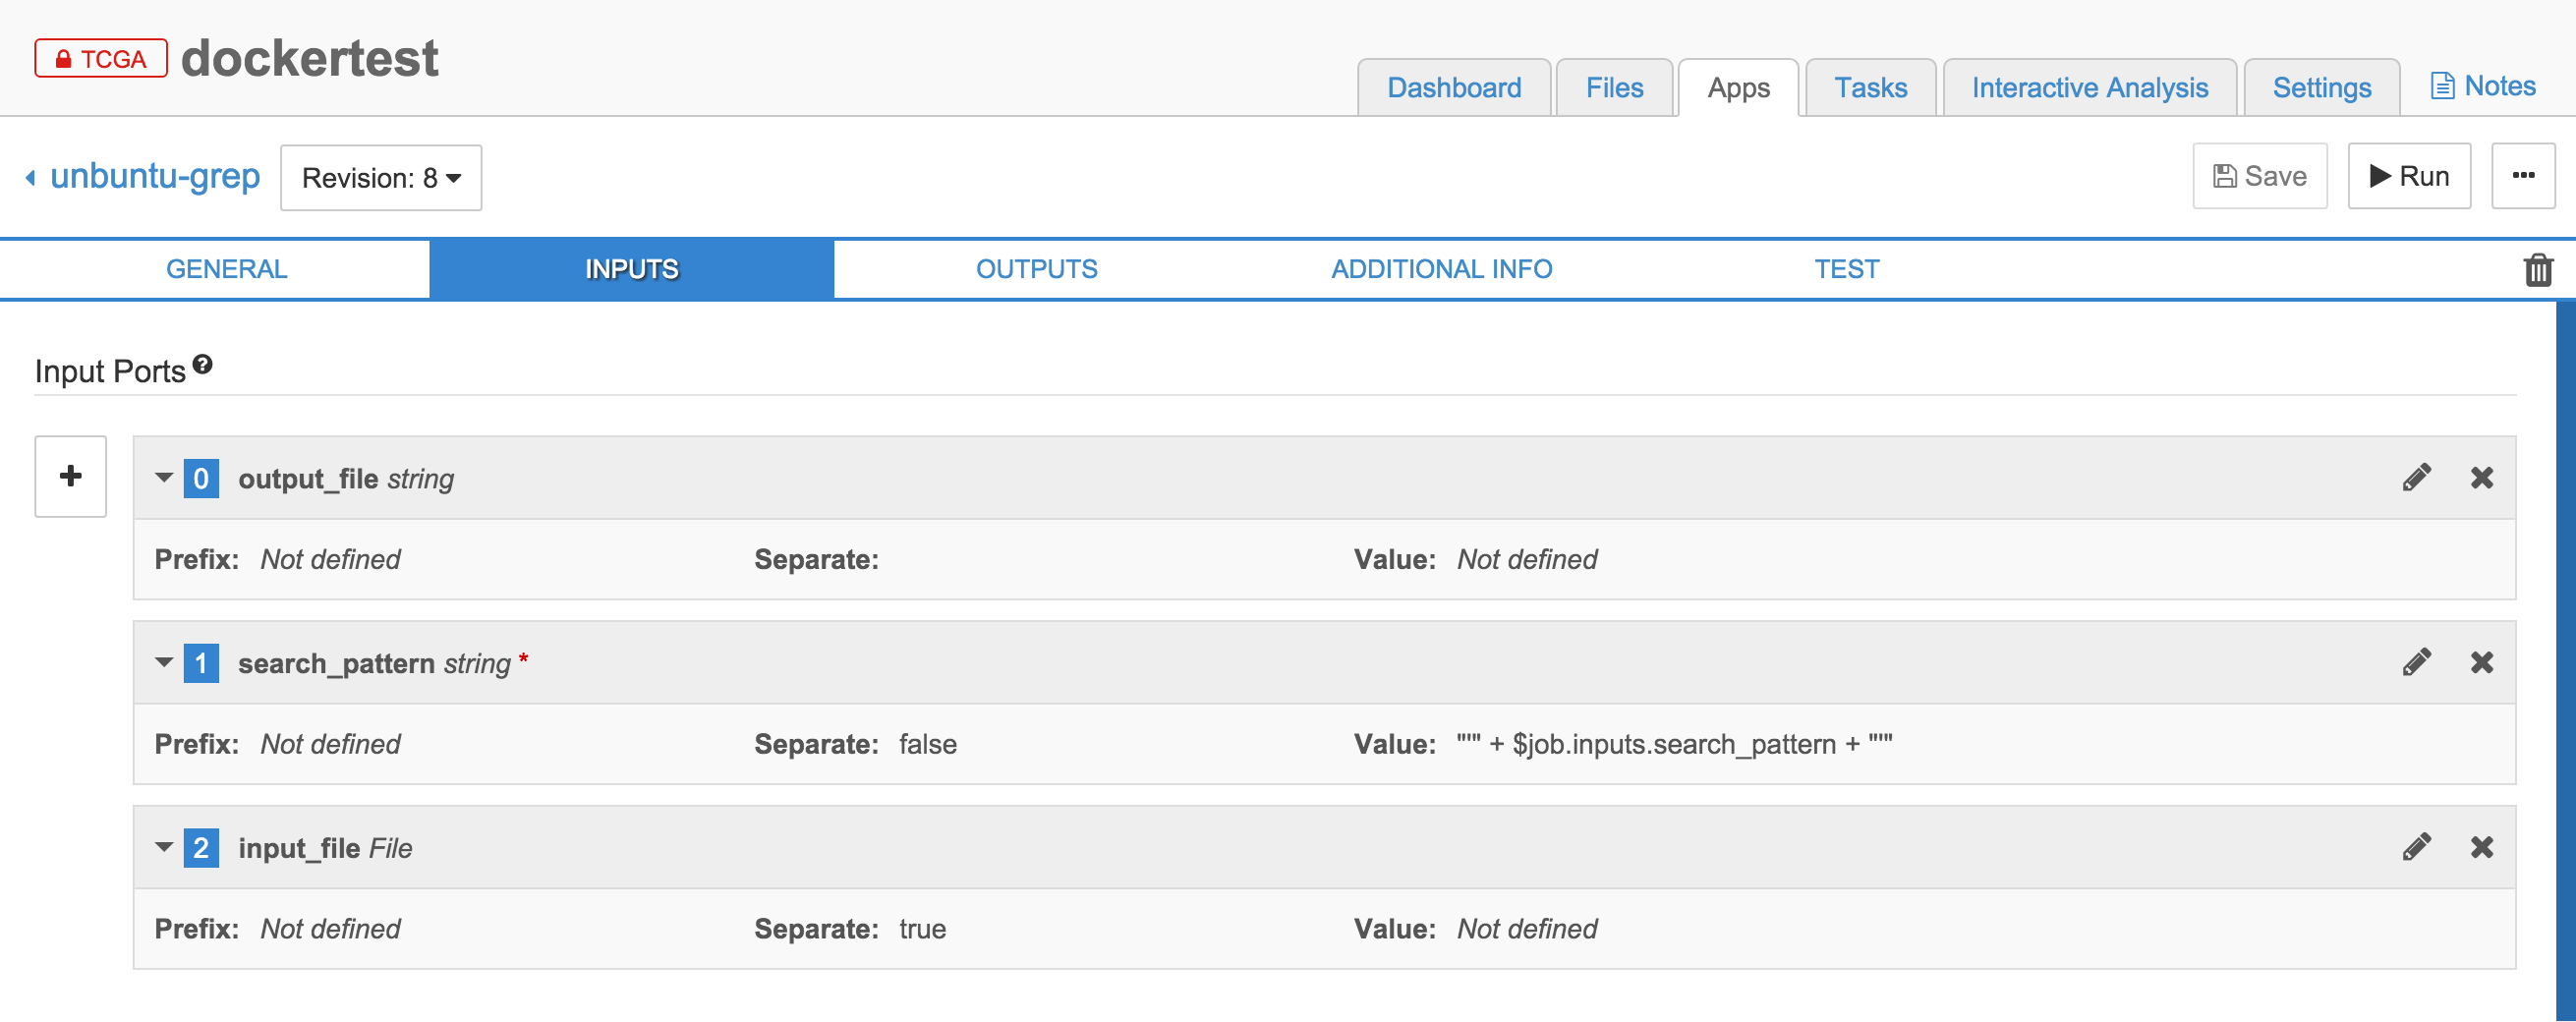 TCGA dockertest
Dashboard Files Apps Tasks Interactive Analysis Settings Notes
unbuntu-grep Revision: 8 Save Run ...
GENERAL INPUTS OUTPUTS ADDITIONAL INFO TEST
Input Ports ?
+ 0 output_file string
Prefix: Not defined Separate: Value: Not defined
1 search_pattern string *
Prefix: Not defined Separate: false Value: "'" + $job.inputs.search_pattern + "'"
2 input_file File
Prefix: Not defined Separate: true Value: Not defined